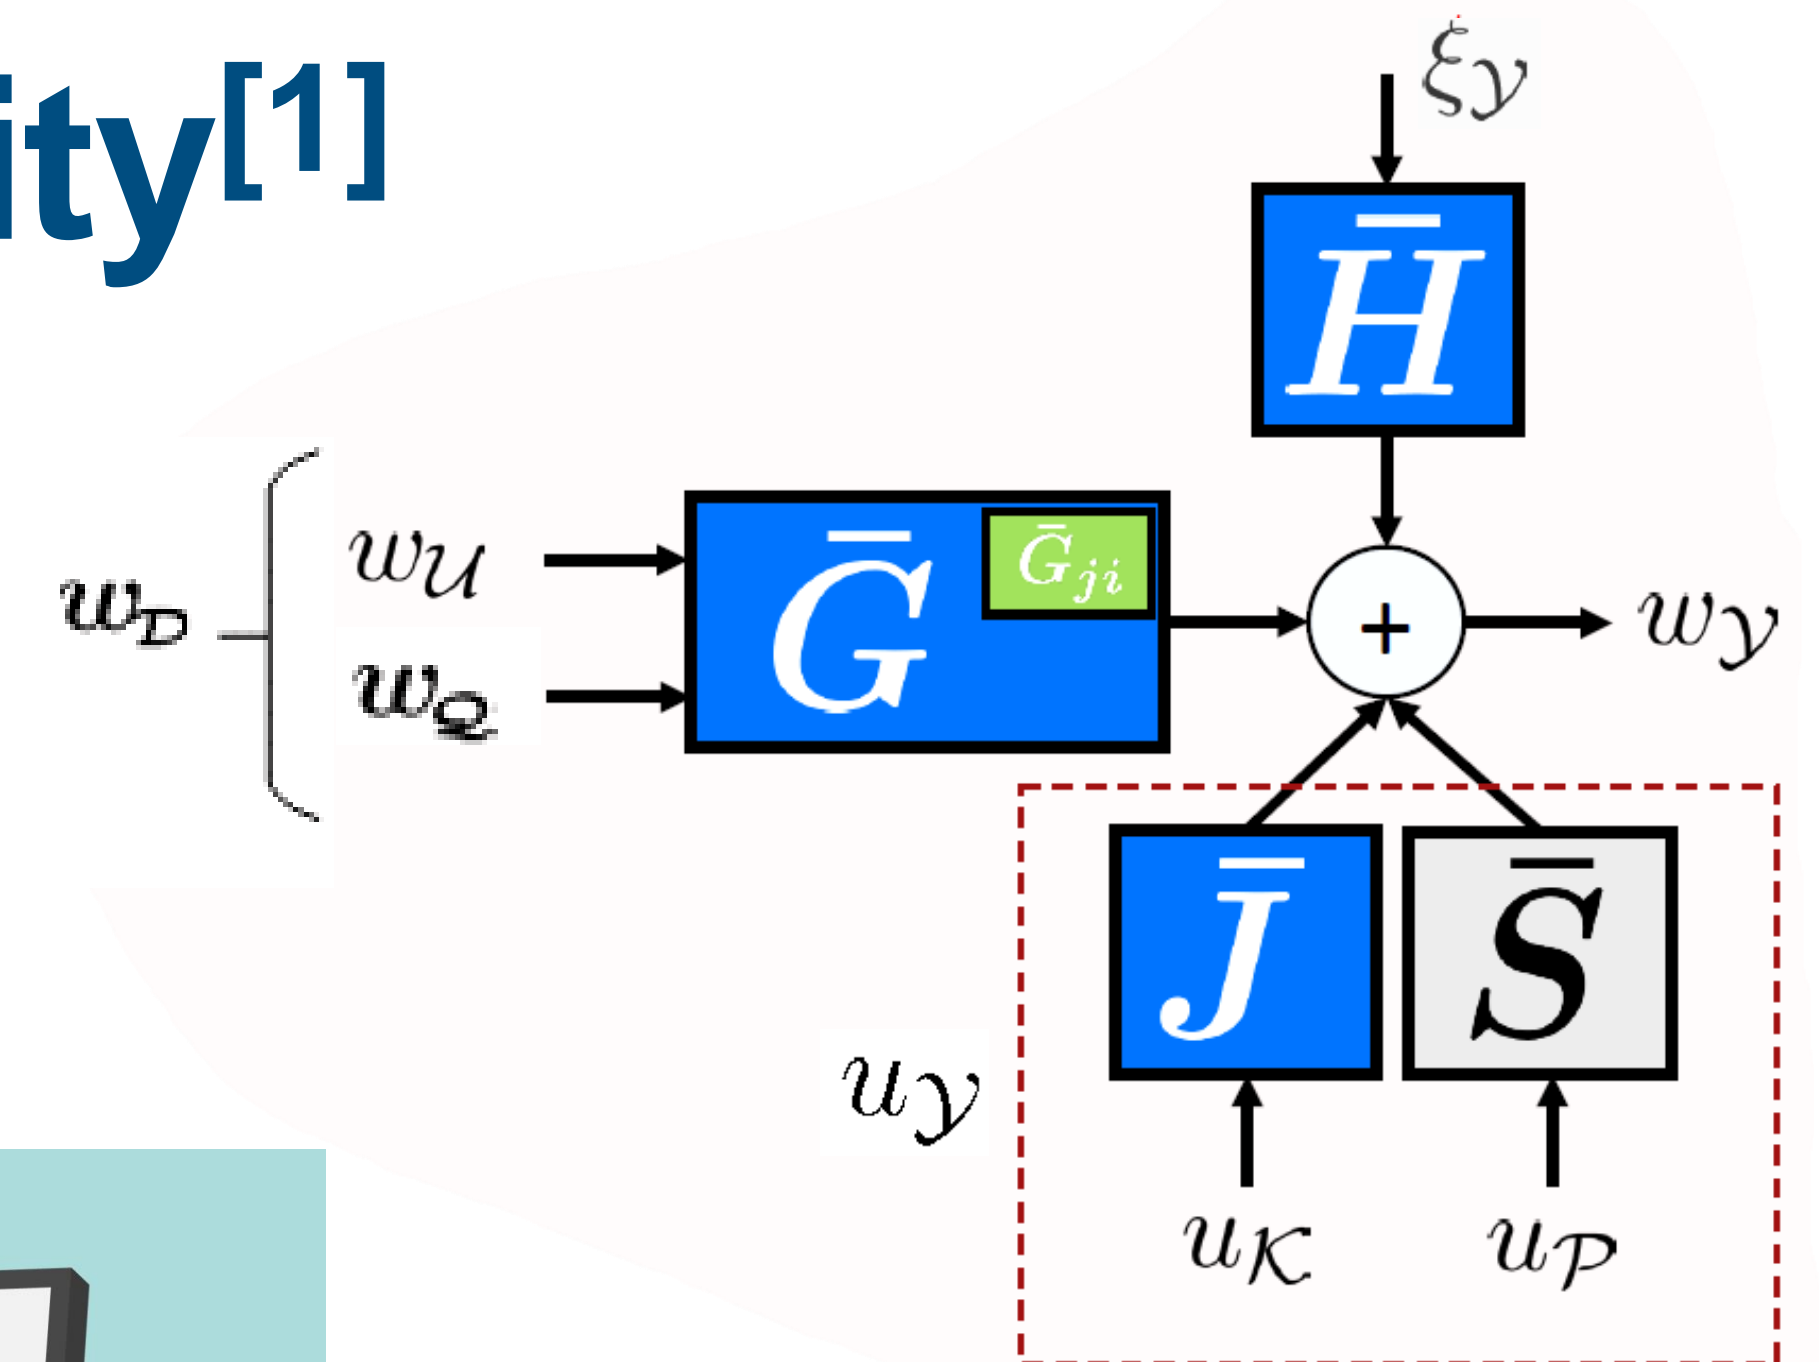 ity[1]
ξ𝒴
H̄
w𝒟
w𝒰
w𝒬
Ḡ
Ḡji
+
w𝒴
J̄
S̄
u𝒴
u𝒦
u𝒫